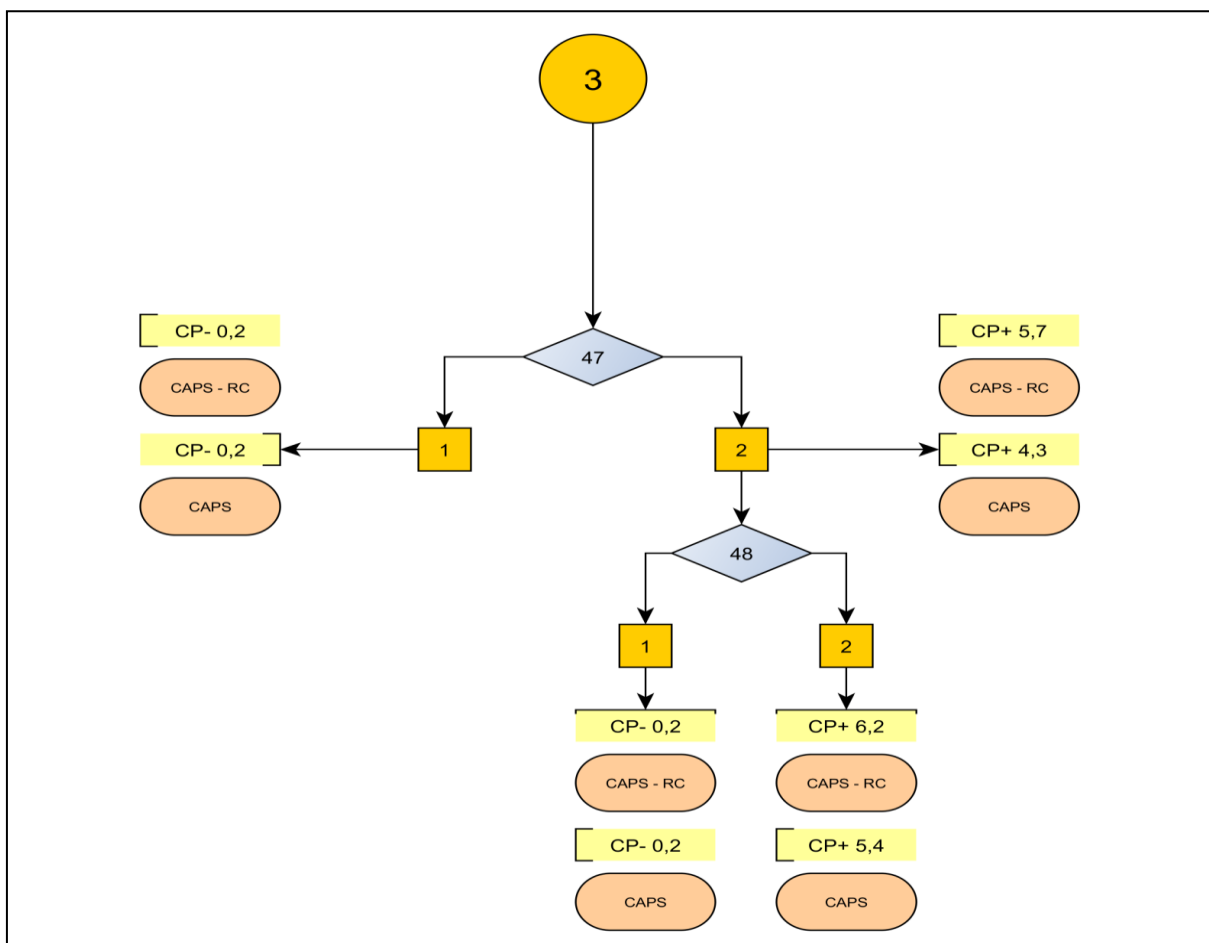 3
47
CP- 0,2
CAPS - RC
CP- 0,2
CAPS
1
2
CP+ 5,7
CAPS - RC
CP+ 4,3
CAPS
48
1
2
CP- 0,2
CAPS - RC
CP- 0,2
CAPS
CP+ 6,2
CAPS - RC
CP+ 5,4
CAPS